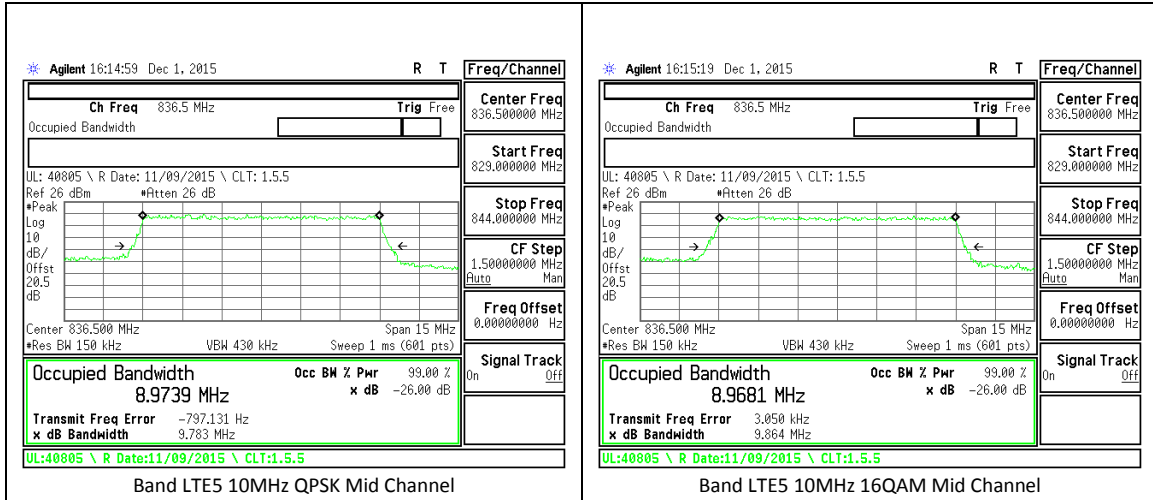 Agilent 16:14:59 Dec 1, 2015 R T
Freq/Channel
Ch Freq 836.5 MHz Trig Free
Occupied Bandwidth
Center Freq
836.500000 MHz
Start Freq
829.000000 MHz
UL: 40805 \ R Date: 11/09/2015 \ CLT: 1.5.5
Ref 26 dBm #Atten 26 dB
#Peak
Log
10
dB/
Offst
20.5
dB
Stop Freq
844.000000 MHz
CF Step
1.50000000 MHz
Auto Man
Freq Offset
0.00000000 Hz
Center 836.500 MHz Span 15 MHz
#Res BW 150 kHz VBW 430 kHz Sweep 1 ms (601 pts)
Signal Track
On Off
Occupied Bandwidth Occ BW % Pwr 99.00 %
8.9739 MHz x dB -26.00 dB
Transmit Freq Error -797.131 Hz
x dB Bandwidth 9.783 MHz
UL:40805 \ R Date:11/09/2015 \ CLT:1.5.5
Band LTE5 10MHz QPSK Mid Channel
Agilent 16:15:19 Dec 1, 2015 R T
Freq/Channel
Ch Freq 836.5 MHz Trig Free
Occupied Bandwidth
Center Freq
836.500000 MHz
Start Freq
829.000000 MHz
UL: 40805 \ R Date: 11/09/2015 \ CLT: 1.5.5
Ref 26 dBm #Atten 26 dB
#Peak
Log
10
dB/
Offst
20.5
dB
Stop Freq
844.000000 MHz
CF Step
1.50000000 MHz
Auto Man
Freq Offset
0.00000000 Hz
Center 836.500 MHz Span 15 MHz
#Res BW 150 kHz VBW 430 kHz Sweep 1 ms (601 pts)
Signal Track
On Off
Occupied Bandwidth Occ BW % Pwr 99.00 %
8.9681 MHz x dB -26.00 dB
Transmit Freq Error 3.050 kHz
x dB Bandwidth 9.864 MHz
UL:40805 \ R Date:11/09/2015 \ CLT:1.5.5
Band LTE5 10MHz 16QAM Mid Channel